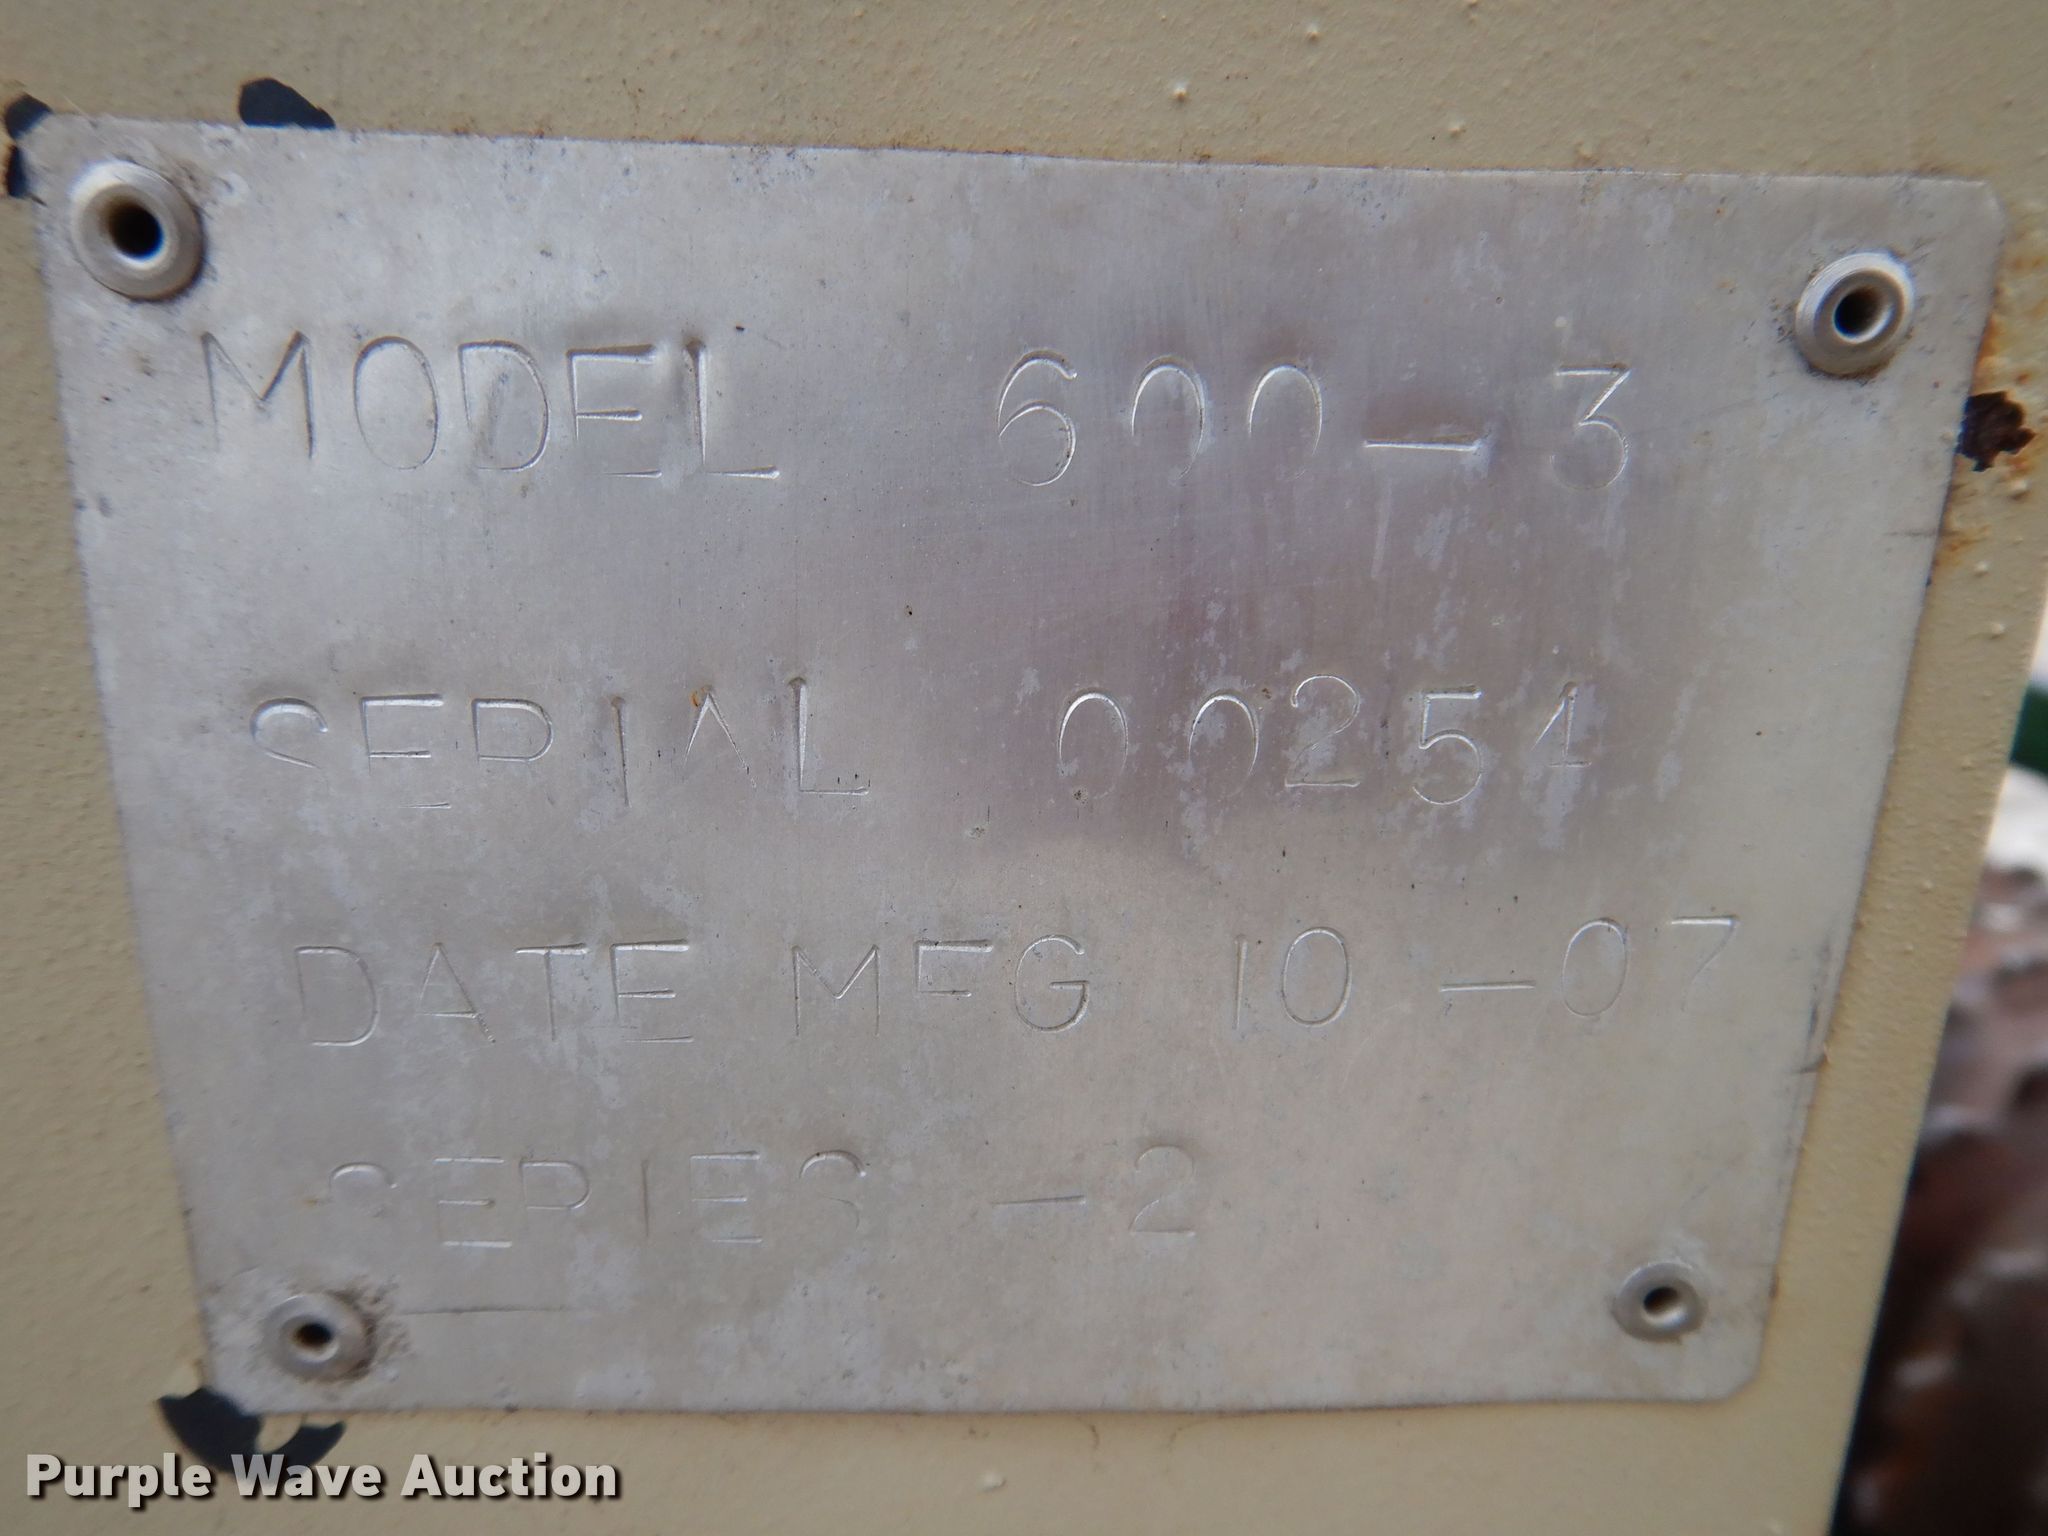 MODEL 600-3
SERIAL 00254
DATE MFG 10-07
SERIES -2
Purple Wave Auction